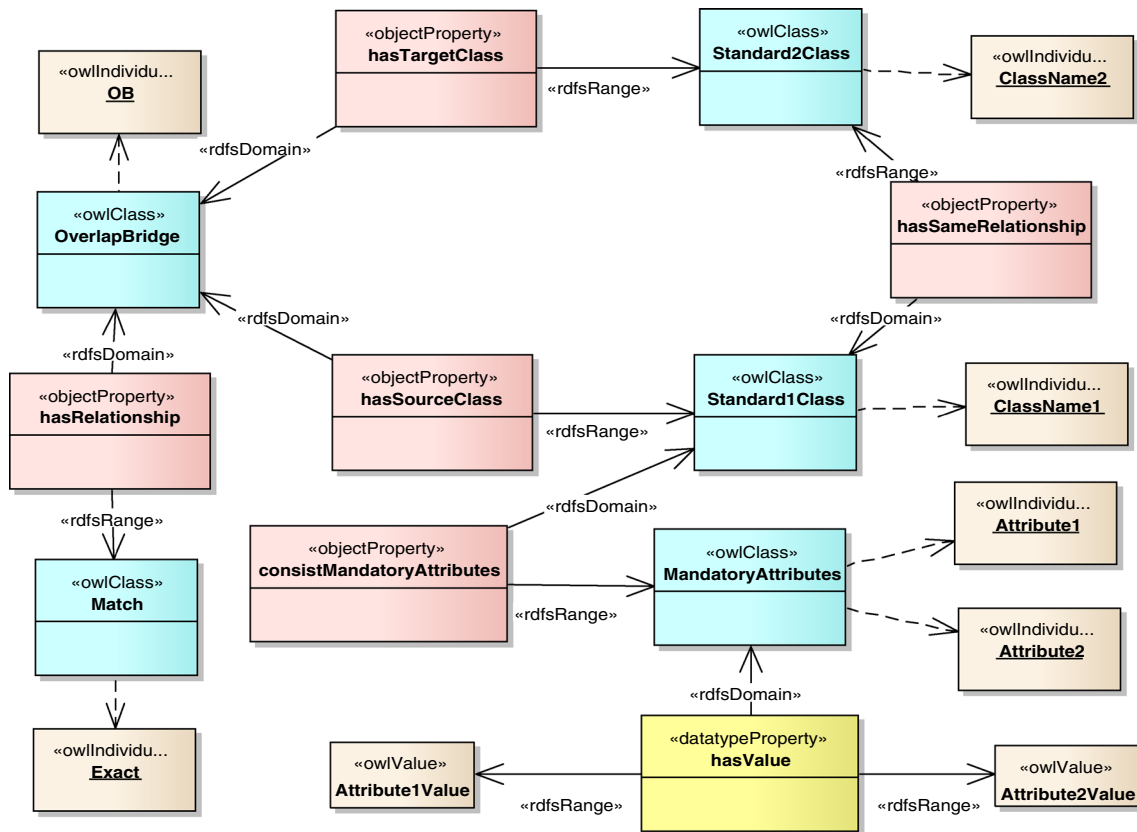 «objectProperty»
hasTargetClass
«owlClass»
Standard2Class
«owlIndividu...
ClassName2
«owlIndividu...
OB
«rdfsRange»
«rdfsDomain»
«rdfsRange»
«owlClass»
OverlapBridge
«objectProperty»
hasSameRelationship
«rdfsDomain»
«rdfsDomain»
«rdfsDomain»
«objectProperty»
hasRelationship
«objectProperty»
hasSourceClass
«owlClass»
Standard1Class
«owlIndividu...
ClassName1
«rdfsRange»
«rdfsRange»
«rdfsDomain»
«owlIndividu...
Attribute1
«objectProperty»
consistMandatoryAttributes
«owlClass»
MandatoryAttributes
«owlClass»
Match
«rdfsRange»
«owlIndividu...
Attribute2
«rdfsDomain»
«owlIndividu...
Exact
«owlValue»
Attribute1Value
«datatypeProperty»
hasValue
«owlValue»
Attribute2Value
«rdfsRange»
«rdfsRange»